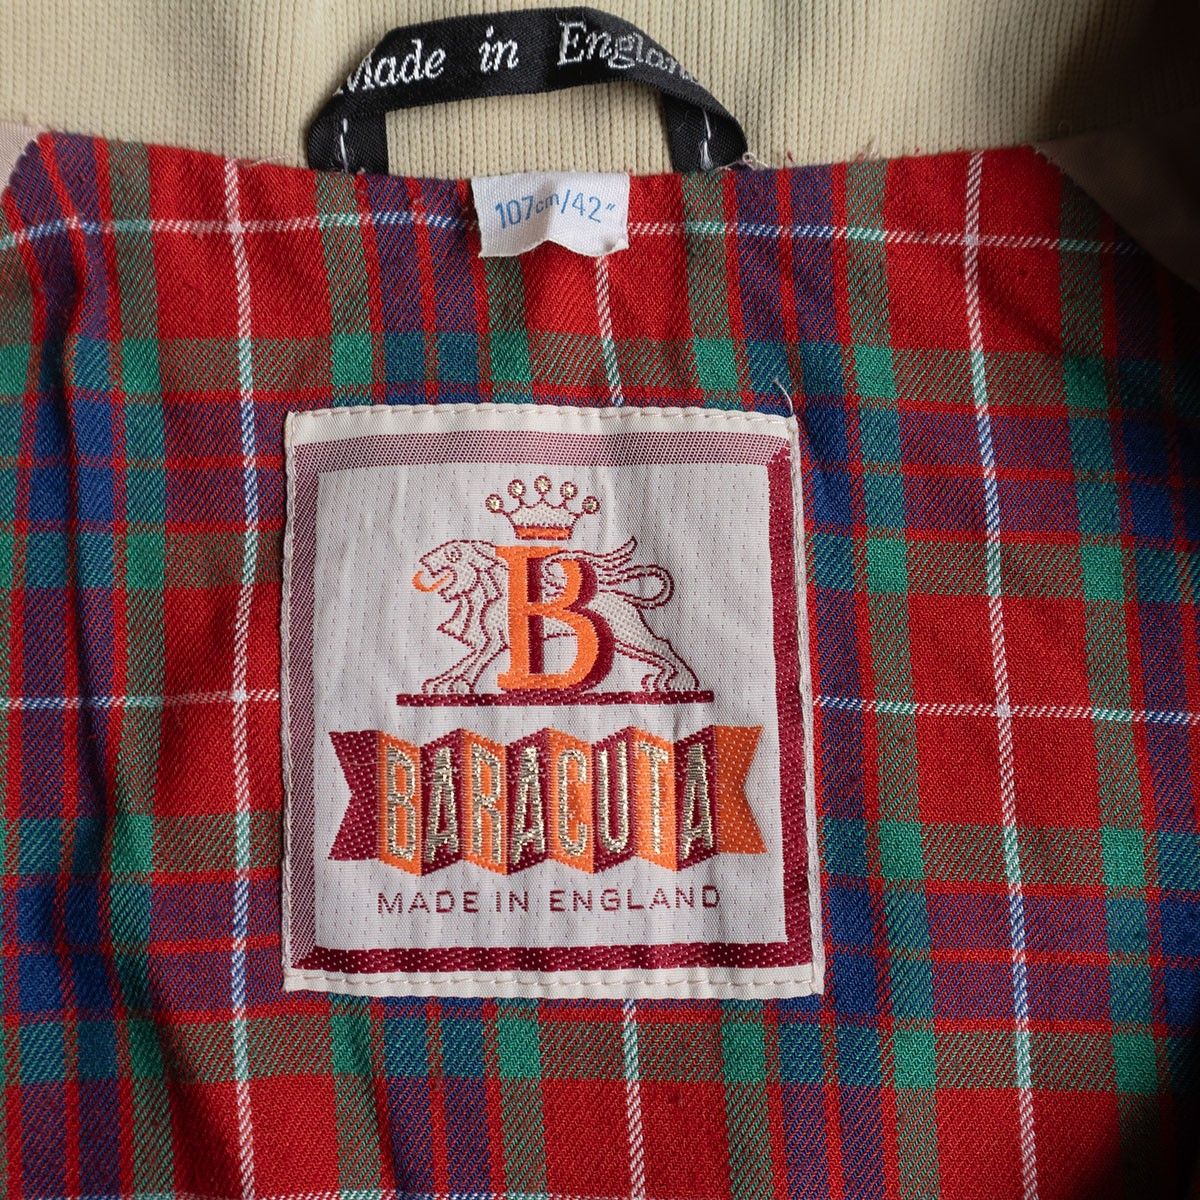 Made in England
107cm/42"
B
BARACUTA
MADE IN ENGLAND